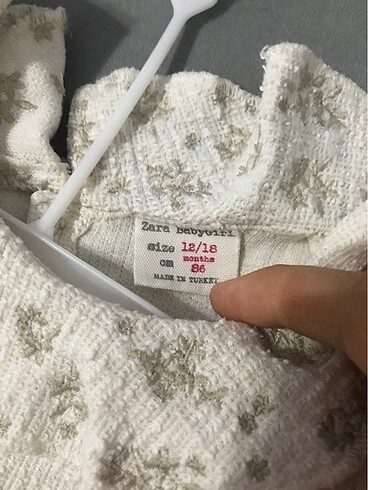 Zara BabyGirl
size 12/18
months
cm 86
MADE IN TURKEY